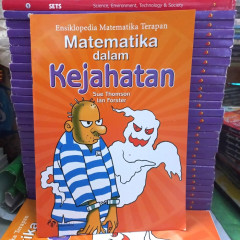 SETS
Science, Environment, Technology & Society
Ensiklopedia Matematika Terapan
Matematika
dalam
Kejahatan
Sue Thomson
Ian Forster